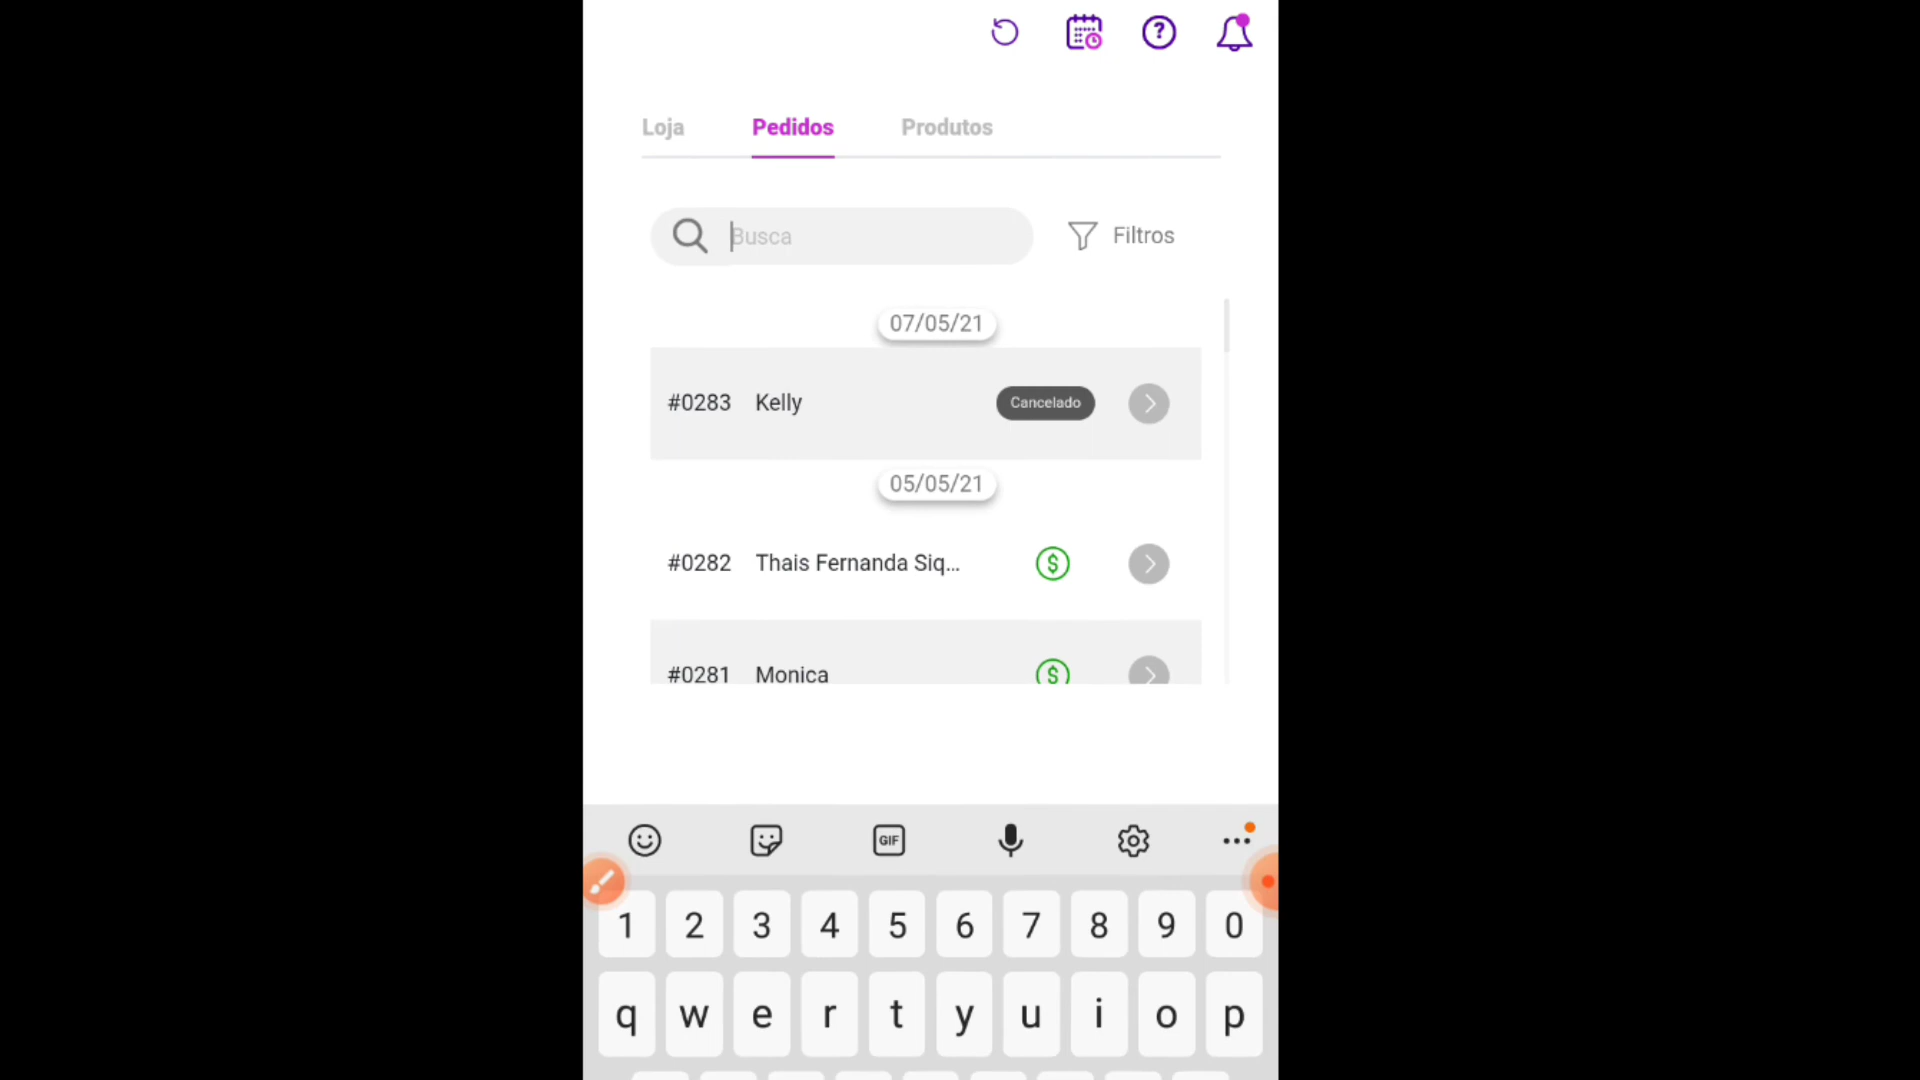 ?
Loja Pedidos Produtos
Busca Filtros
07/05/21
#0283 Kelly Cancelado
05/05/21
#0282 Thais Fernanda Siq... $
#0281 Monica $
GIF
1 2 3 4 5 6 7 8 9 0
q w e r t y u i o p